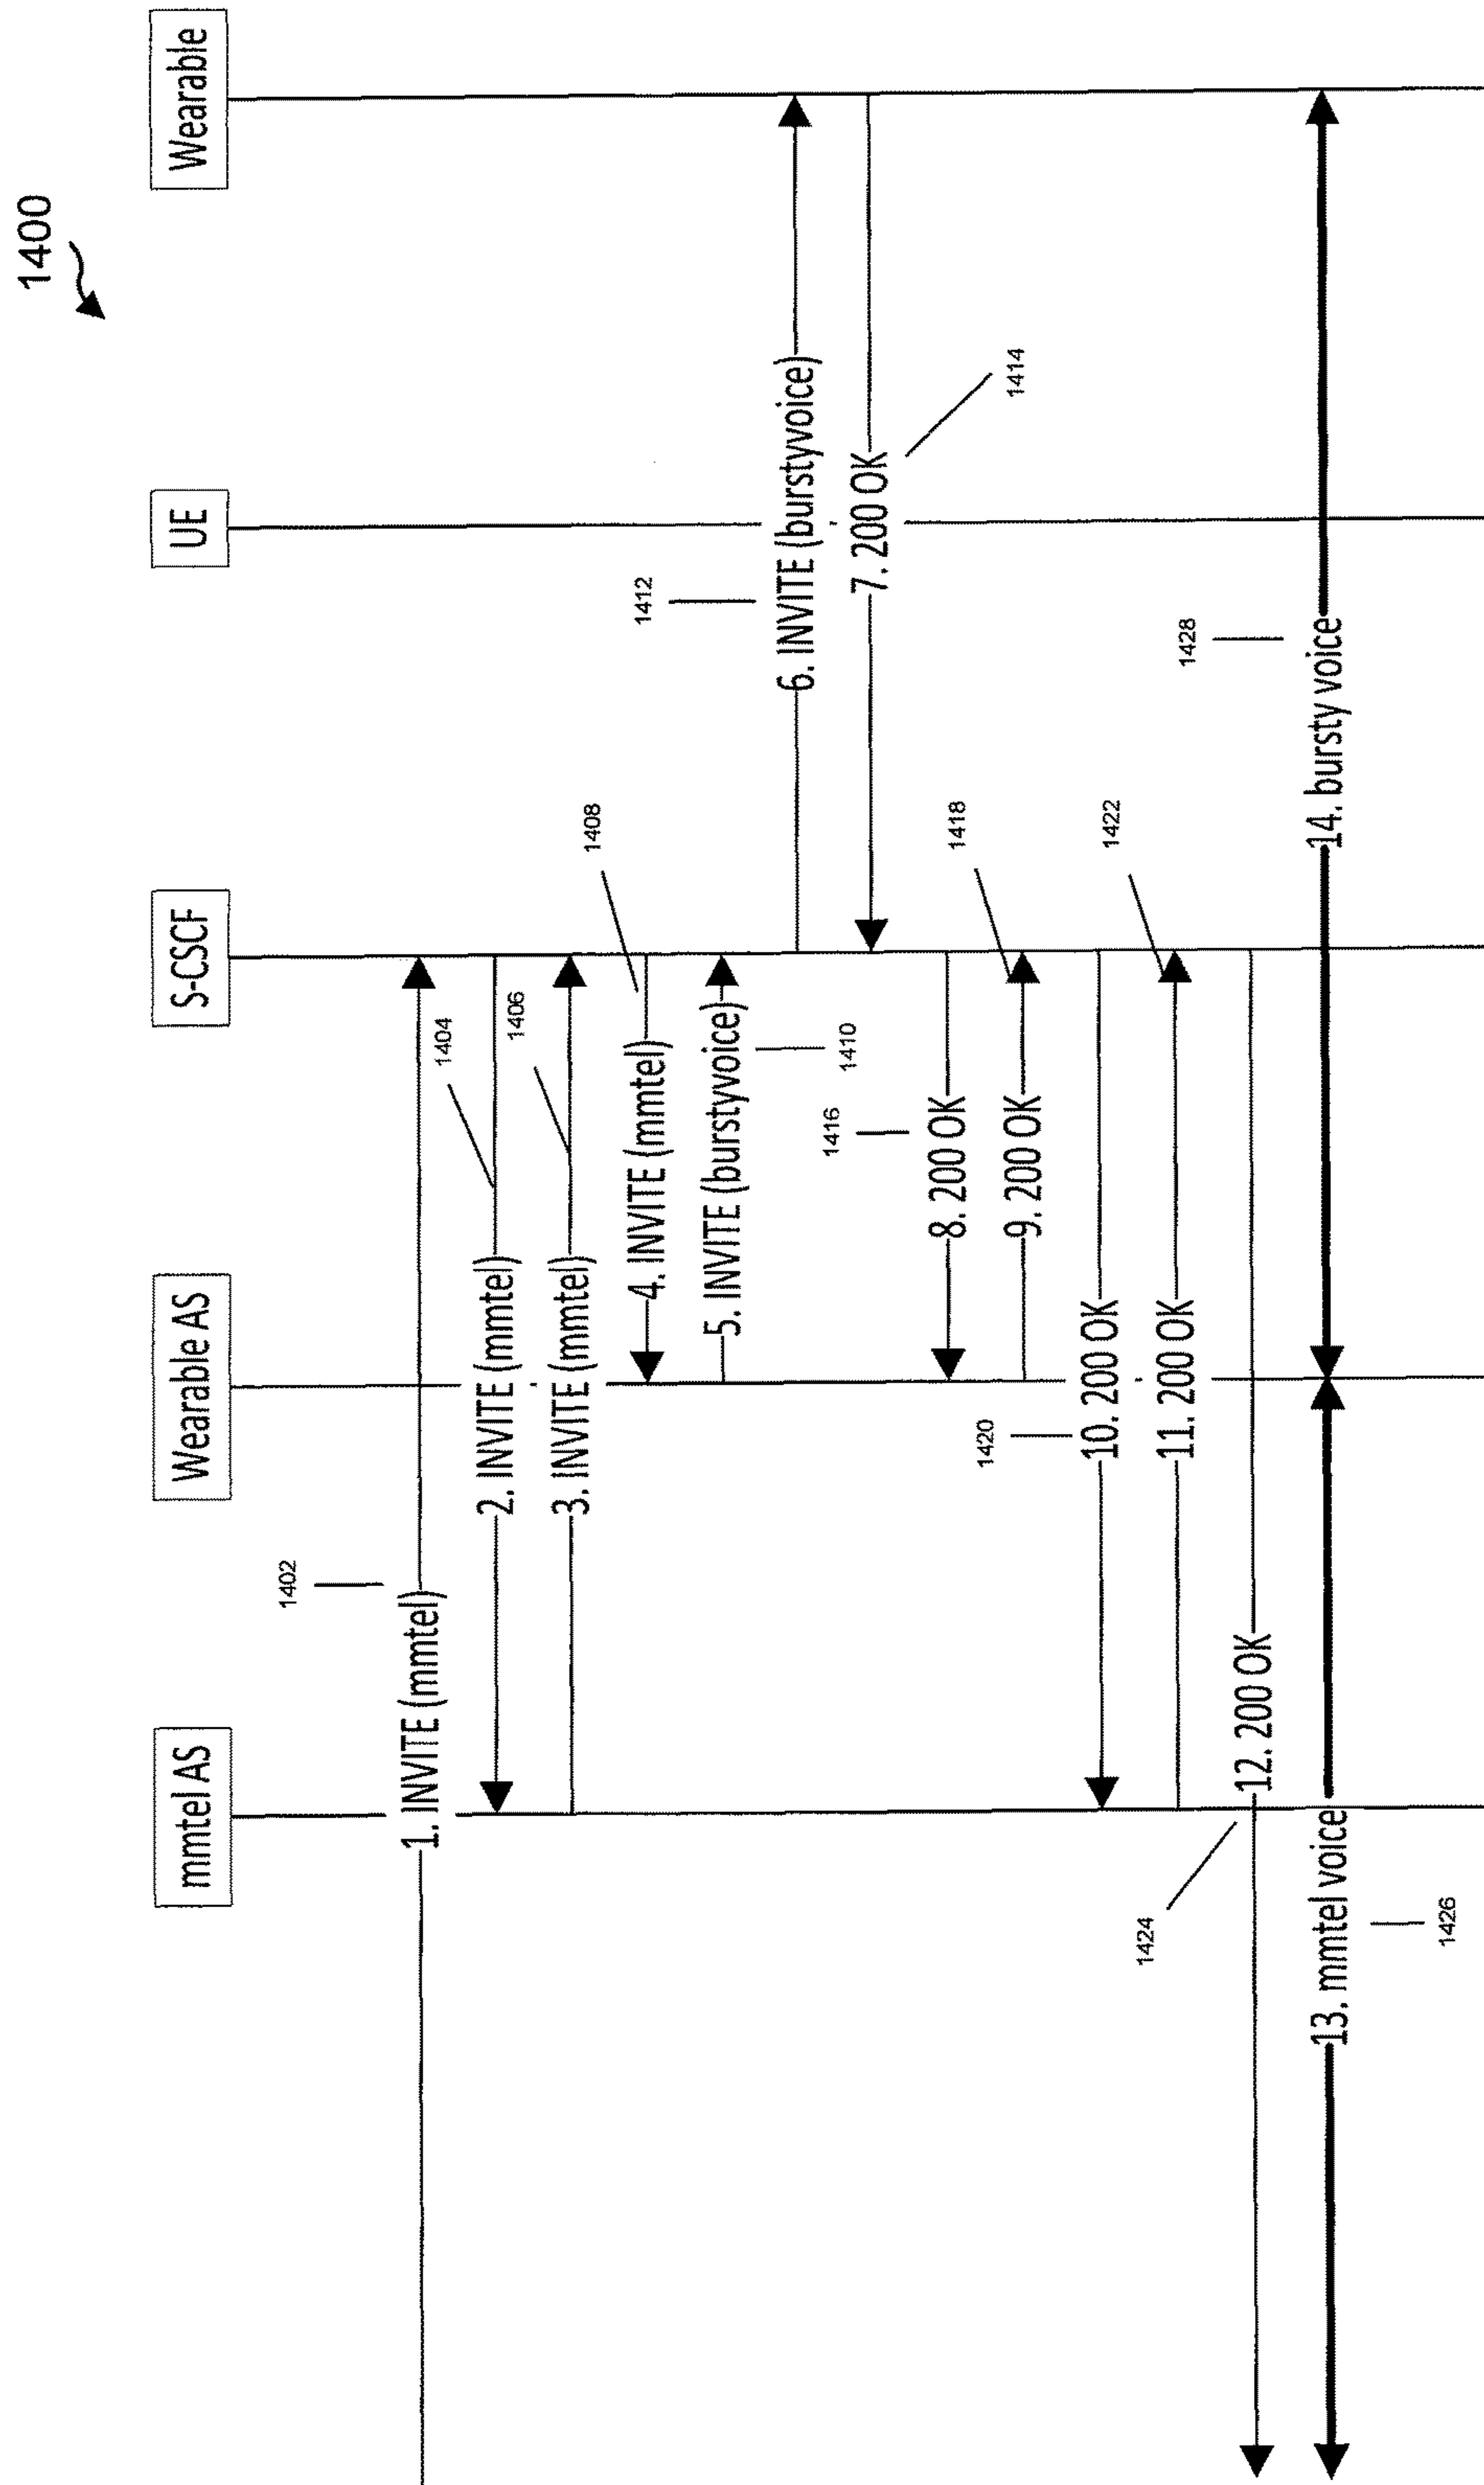 1400
mmtel AS
Wearable AS
S-CSCF
UE
Wearable
1402
1. INVITE (mmtel)
1404
2. INVITE (mmtel)
1406
3. INVITE (mmtel)
1408
4. INVITE (mmtel)
5. INVITE (burstyvoice)
1410
1412
6. INVITE (burstyvoice)
7. 200 OK
1414
1416
8. 200 OK
1418
9. 200 OK
1420
10. 200 OK
1422
11. 200 OK
1424
12. 200 OK
13. mmtel voice
1426
1428
14. bursty voice